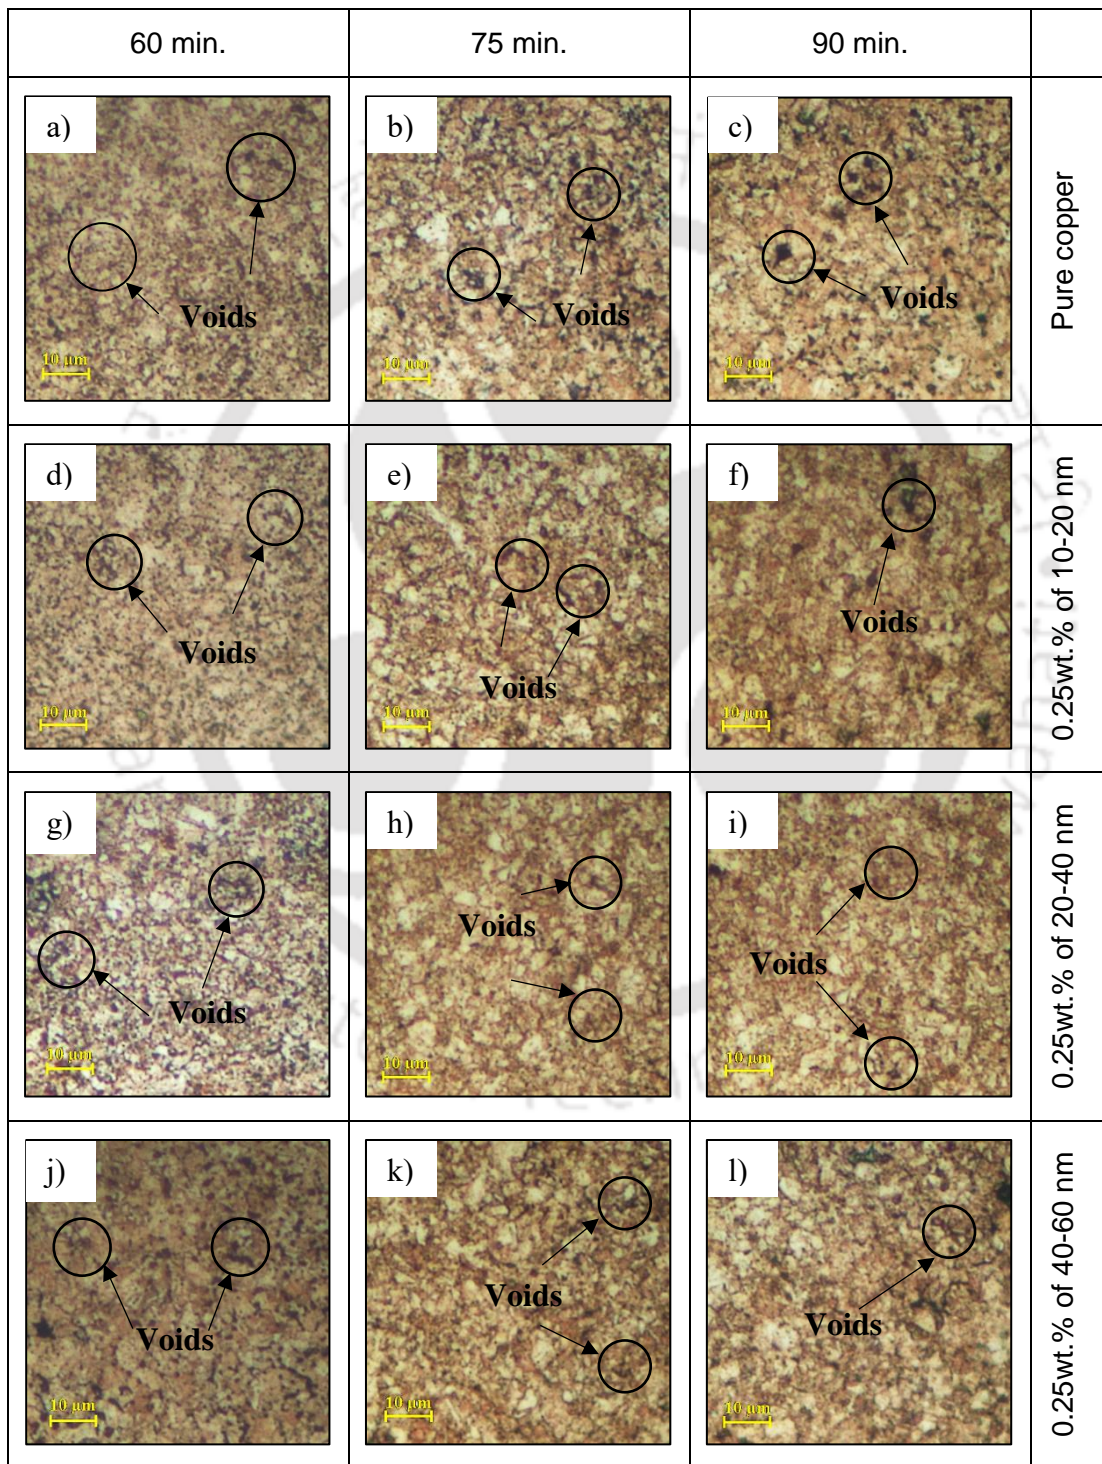 60 min.
75 min.
90 min.
a)
Voids
10 µm
b)
Voids
10 µm
c)
Voids
10 µm
Pure copper
d)
Voids
10 µm
e)
Voids
10 µm
f)
Voids
10 µm
0.25wt.% of 10-20 nm
g)
Voids
10 µm
h)
Voids
10 µm
i)
Voids
10 µm
0.25wt.% of 20-40 nm
j)
Voids
10 µm
k)
Voids
10 µm
l)
Voids
10 µm
0.25wt.% of 40-60 nm